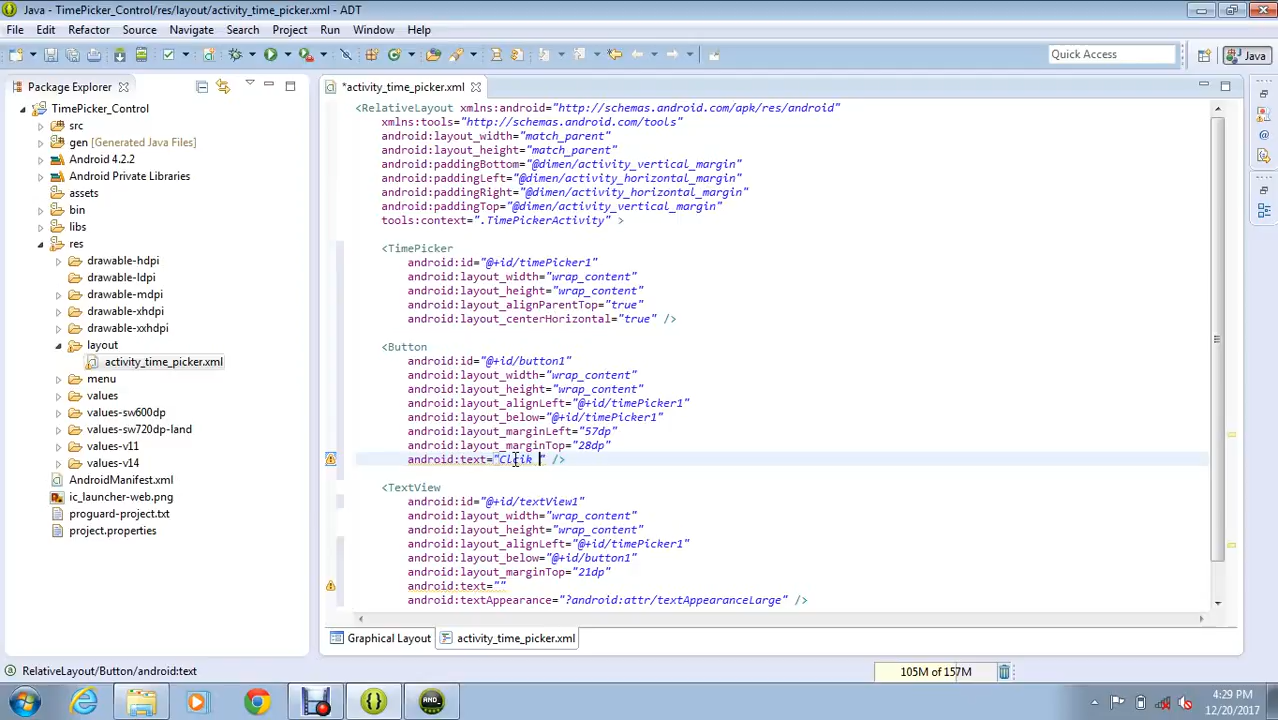 Java - TimePicker_Control/res/layout/activity_time_picker.xml - ADT
File Edit Refactor Source Navigate Search Project Run Window Help
Quick Access
Java
Package Explorer
*activity_time_picker.xml
TimePicker_Control
src
gen [Generated Java Files]
Android 4.2.2
Android Private Libraries
assets
bin
libs
res
drawable-hdpi
drawable-ldpi
drawable-mdpi
drawable-xhdpi
drawable-xxhdpi
layout
activity_time_picker.xml
menu
values
values-sw600dp
values-sw720dp-land
values-v11
values-v14
AndroidManifest.xml
ic_launcher-web.png
proguard-project.txt
project.properties
<RelativeLayout xmlns:android="http://schemas.android.com/apk/res/android"
xmlns:tools="http://schemas.android.com/tools"
android:layout_width="match_parent"
android:layout_height="match_parent"
android:paddingBottom="@dimen/activity_vertical_margin"
android:paddingLeft="@dimen/activity_horizontal_margin"
android:paddingRight="@dimen/activity_horizontal_margin"
android:paddingTop="@dimen/activity_vertical_margin"
tools:context=".TimePickerActivity" >
<TimePicker
android:id="@+id/timePicker1"
android:layout_width="wrap_content"
android:layout_height="wrap_content"
android:layout_alignParentTop="true"
android:layout_centerHorizontal="true" />
<Button
android:id="@+id/button1"
android:layout_width="wrap_content"
android:layout_height="wrap_content"
android:layout_alignLeft="@+id/timePicker1"
android:layout_below="@+id/timePicker1"
android:layout_marginLeft="57dp"
android:layout_marginTop="28dp"
android:text=" " />
<TextView
android:id="@+id/textView1"
android:layout_width="wrap_content"
android:layout_height="wrap_content"
android:layout_alignLeft="@+id/timePicker1"
android:layout_below="@+id/button1"
android:layout_marginTop="21dp"
android:text=""
android:textAppearance="?android:attr/textAppearanceLarge" />
Graphical Layout
activity_time_picker.xml
RelativeLayout/Button/android:text
105M of 157M
4:29 PM
12/20/2017